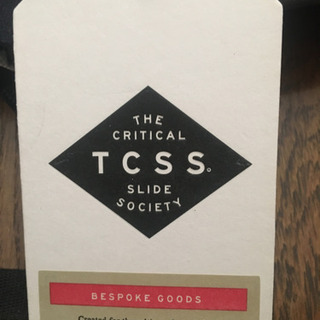 THE
CRITICAL
TCSS.
SLIDE
SOCIETY
BESPOKE GOODS